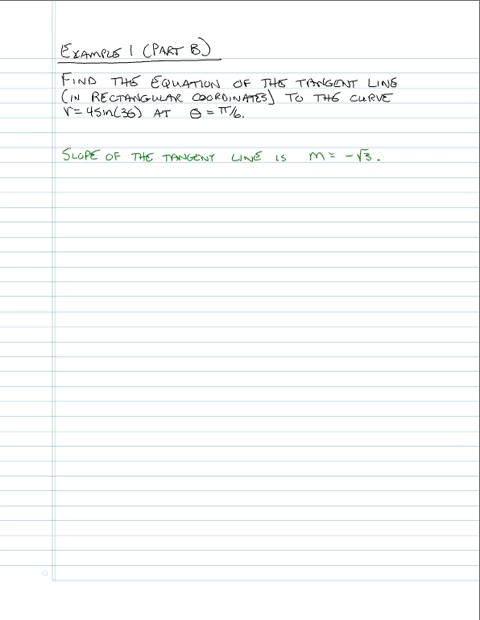 EXAMPLE 1 (PART B)
FIND THE EQUATION OF THE TANGENT LINE
(IN RECTANGULAR COORDINATES) TO THE CURVE
r=4sin(3θ) AT θ=π/6.
SLOPE OF THE TANGENT LINE IS m= -√3.